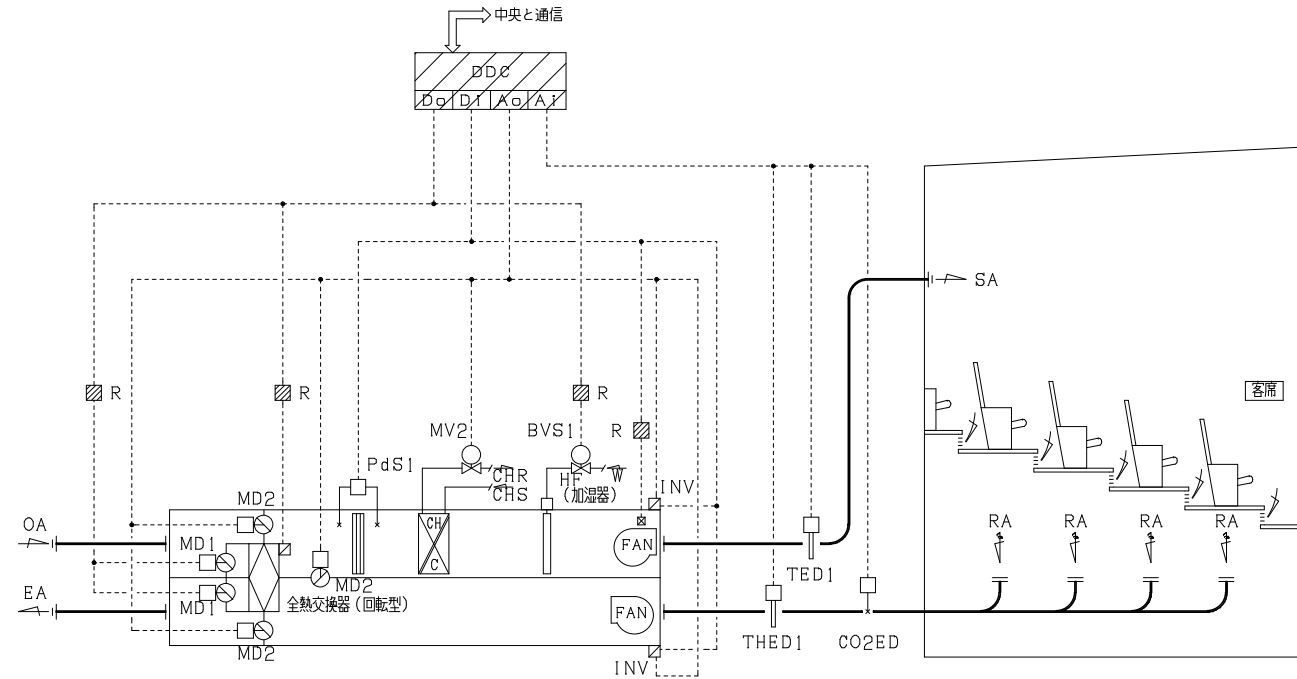 中央と通信
DDC
Do Di Ao Ai
SA
客席
R
R
R
R
MV2
BVS1
PdS1
CHR
CHS
HF
(加湿器)
W
INV
MD2
OA
MD1
CH
C
FAN
RA
RA
RA
RA
TED1
EA
MD1
MD2
全熱交換器(回転型)
FAN
THED1
CO2ED
MD2
INV